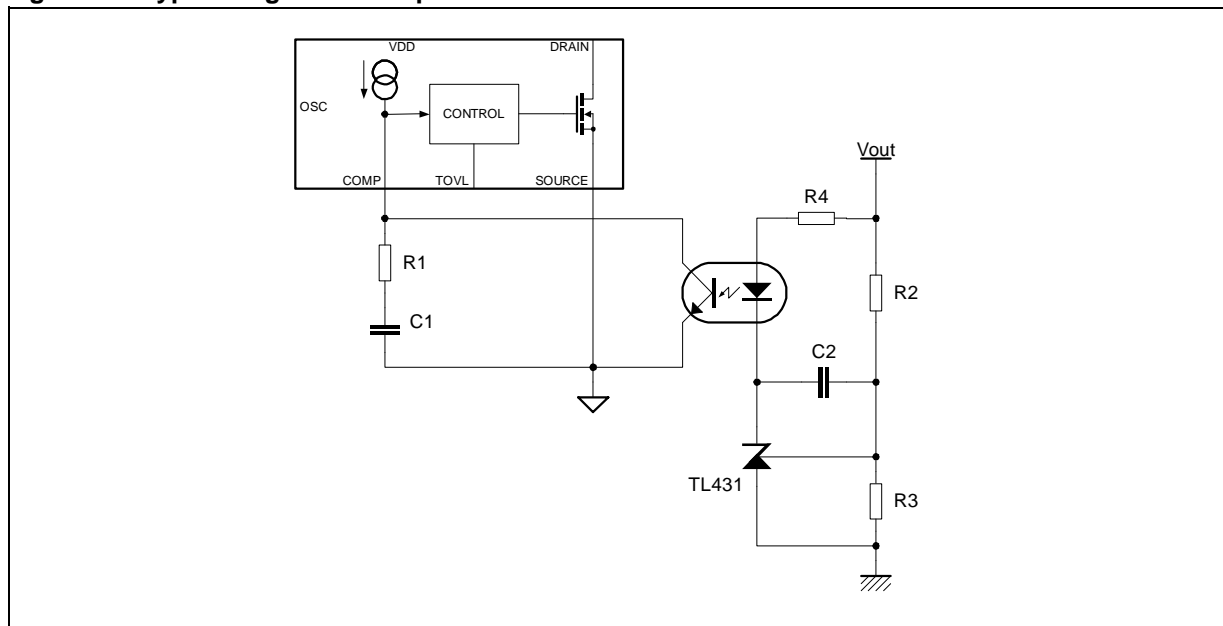 VDD
DRAIN
OSC
CONTROL
COMP
TOVL
SOURCE
Vout
R4
R1
R2
C1
C2
TL431
R3